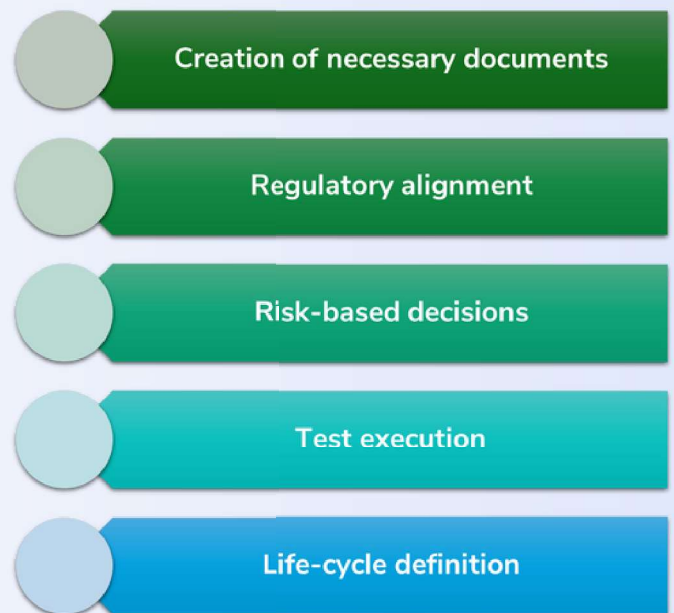 Creation of necessary documents
Regulatory alignment
Risk-based decisions
Test execution
Life-cycle definition